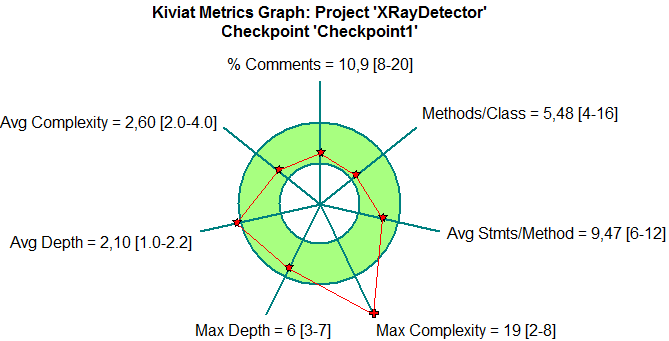 Kiviat Metrics Graph: Project 'XRayDetector'
Checkpoint 'Checkpoint1'
% Comments = 10,9 [8-20]
Methods/Class = 5,48 [4-16]
Avg Complexity = 2,60 [2.0-4.0]
Avg Stmts/Method = 9,47 [6-12]
Avg Depth = 2,10 [1.0-2.2]
Max Depth = 6 [3-7]
Max Complexity = 19 [2-8]